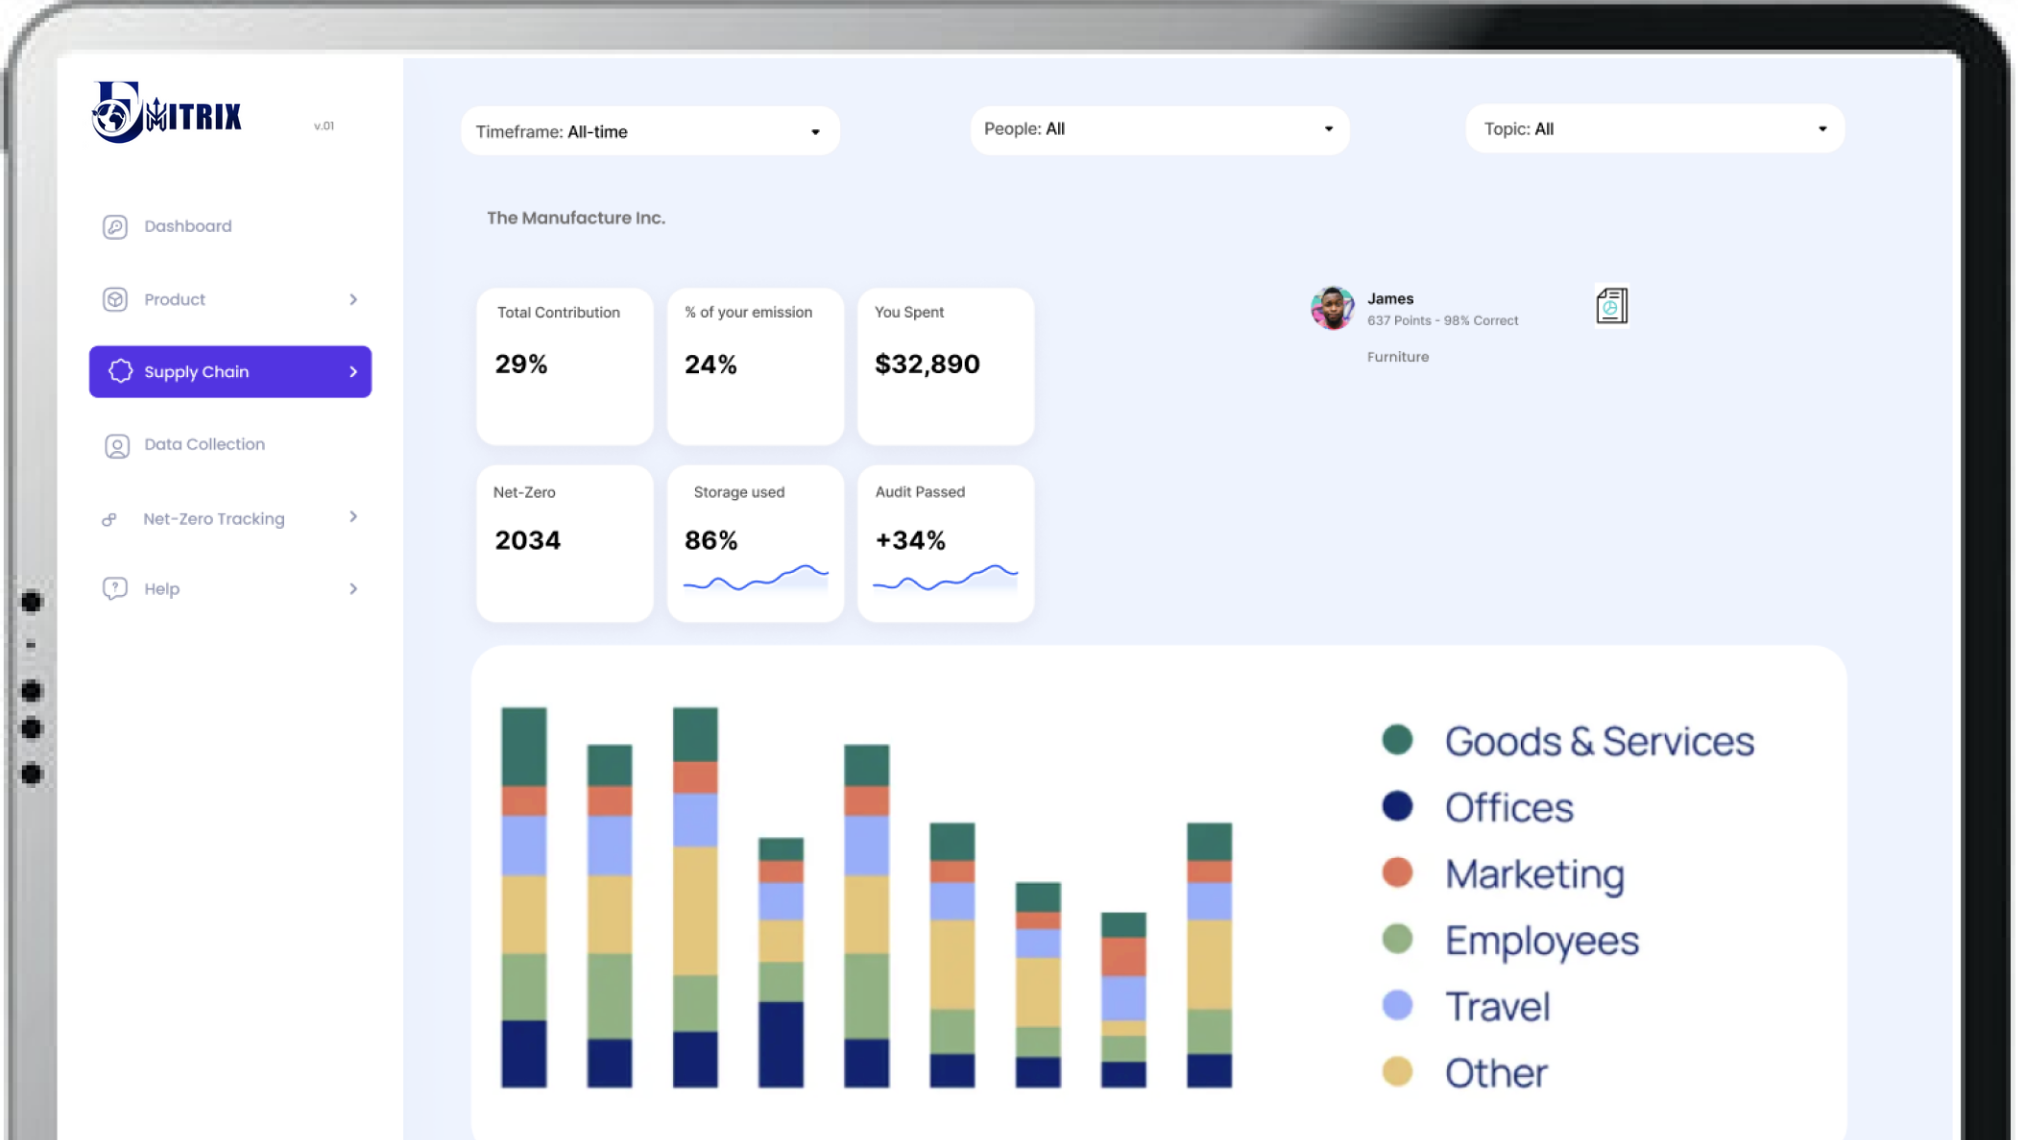 EMITRIX
v.01
Timeframe: All-time
People: All
Topic: All
Dashboard
Product
Supply Chain
Data Collection
Net-Zero Tracking
Help
The Manufacture Inc.
Total Contribution
29%
% of your emission
24%
You Spent
$32,890
James
637 Points - 98% Correct
Furniture
Net-Zero
2034
Storage used
86%
Audit Passed
+34%
Goods & Services
Offices
Marketing
Employees
Travel
Other